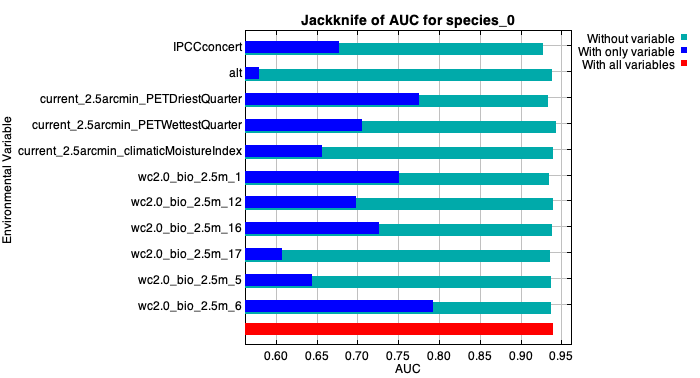 Jackknife of AUC for species_0
Without variable
With only variable
With all variables
Environmental Variable
IPCCconcert
alt
current_2.5arcmin_PETDriestQuarter
current_2.5arcmin_PETWettestQuarter
current_2.5arcmin_climaticMoistureIndex
wc2.0_bio_2.5m_1
wc2.0_bio_2.5m_12
wc2.0_bio_2.5m_16
wc2.0_bio_2.5m_17
wc2.0_bio_2.5m_5
wc2.0_bio_2.5m_6
0.60 0.65 0.70 0.75 0.80 0.85 0.90 0.95
AUC